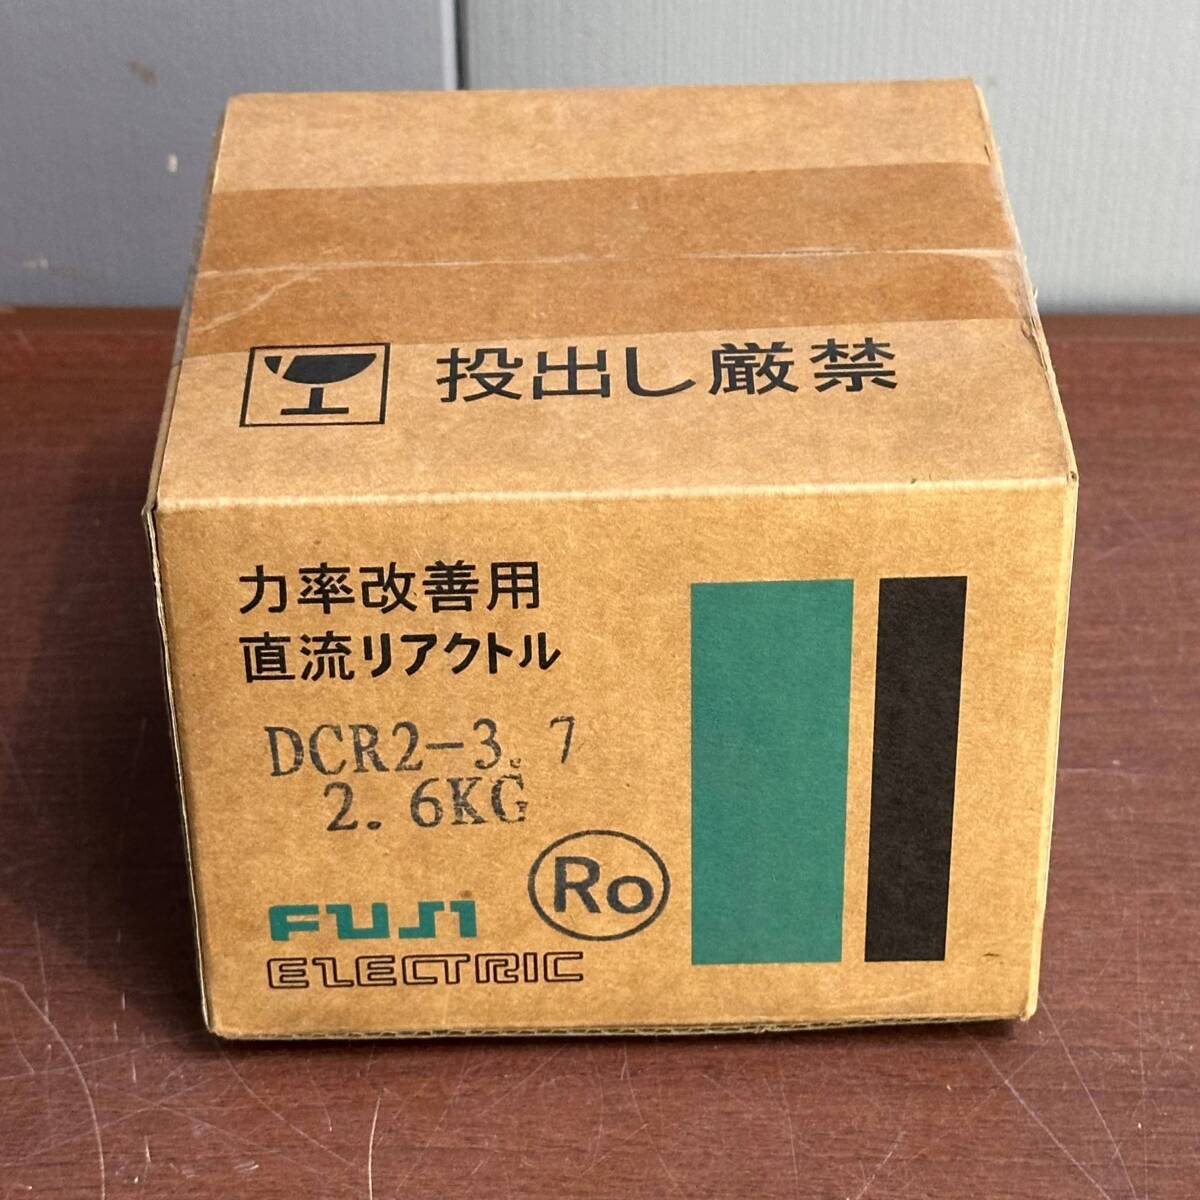 投出し厳禁
力率改善用
直流リアクトル
DCR2-3.7
2.6KG
Ro
FUJI
ELECTRIC